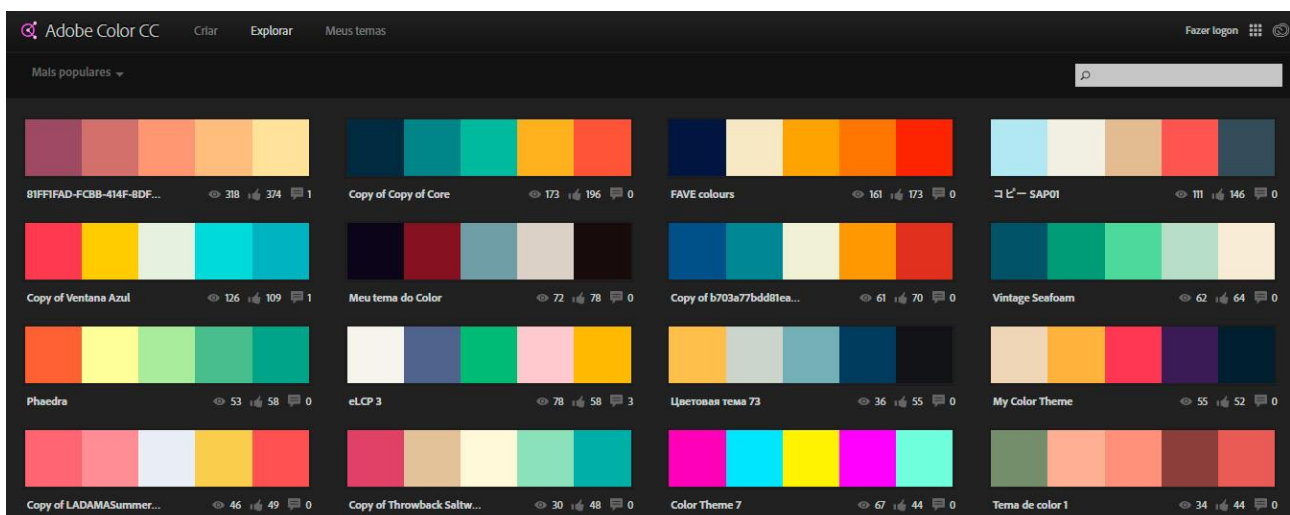 Adobe Color CC Criar Explorar Meus temas Fazer logon
Mais populares
81FF1FAD-FCBB-414F-8DF... 318 374 1 Copy of Copy of Core 173 196 0 FAVE colours 161 173 0 コピー SAP01 111 146 0
Copy of Ventana Azul 126 109 1 Meu tema do Color 72 78 0 Copy of b703a77bdd81ea... 61 70 0 Vintage Seafoam 62 64 0
Phaedra 53 58 0 eLCP 3 78 58 3 Цветовая тема 73 36 55 0 My Color Theme 55 52 0
Copy of LADAMASummer... 46 49 0 Copy of Throwback Saltw... 30 48 0 Color Theme 7 67 44 0 Tema de color 1 34 44 0